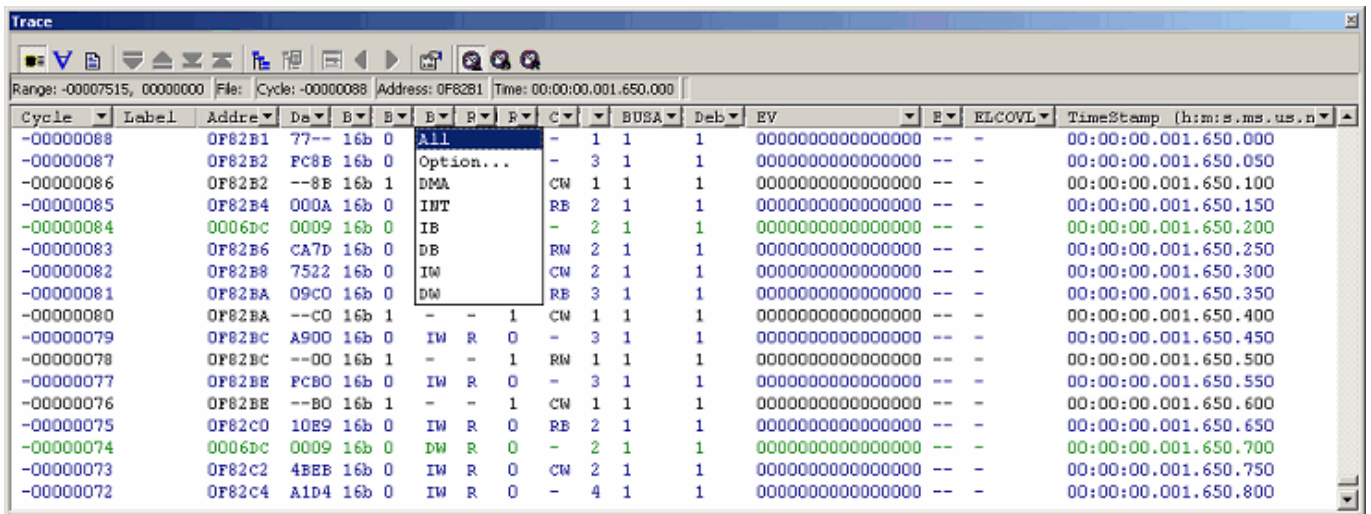 Trace
Range: -00007515, 00000000 File: Cycle: -00000088 Address: 0F82B1 Time: 00:00:00.001.650.000
Cycle Label Addre Da B B B R R C BUSA Deb EV E ELCOVL TimeStamp (h:m:s.ms.us.n
-00000088 0F82B1 77-- 16b 0 All - 1 1 1 0000000000000000 -- - 00:00:00.001.650.000
-00000087 0F82B2 FC8B 16b 0 Option... - 3 1 1 0000000000000000 -- - 00:00:00.001.650.050
-00000086 0F82B2 --8B 16b 1 DMA CW 1 1 1 0000000000000000 -- - 00:00:00.001.650.100
-00000085 0F82B4 000A 16b 0 INT RB 2 1 1 0000000000000000 -- - 00:00:00.001.650.150
-00000084 0006DC 0009 16b 0 IB - 2 1 1 0000000000000000 -- - 00:00:00.001.650.200
-00000083 0F82B6 CA7D 16b 0 DB RW 2 1 1 0000000000000000 -- - 00:00:00.001.650.250
-00000082 0F82B8 7522 16b 0 IW CW 2 1 1 0000000000000000 -- - 00:00:00.001.650.300
-00000081 0F82BA 09C0 16b 0 DW RB 3 1 1 0000000000000000 -- - 00:00:00.001.650.350
-00000080 0F82BA --C0 16b 1 - - 1 CW 1 1 1 0000000000000000 -- - 00:00:00.001.650.400
-00000079 0F82BC A900 16b 0 IW R 0 - 3 1 1 0000000000000000 -- - 00:00:00.001.650.450
-00000078 0F82BC --00 16b 1 - - 1 RW 1 1 1 0000000000000000 -- - 00:00:00.001.650.500
-00000077 0F82BE FCB0 16b 0 IW R 0 - 3 1 1 0000000000000000 -- - 00:00:00.001.650.550
-00000076 0F82BE --B0 16b 1 - - 1 CW 1 1 1 0000000000000000 -- - 00:00:00.001.650.600
-00000075 0F82C0 10E9 16b 0 IW R 0 RB 2 1 1 0000000000000000 -- - 00:00:00.001.650.650
-00000074 0006DC 0009 16b 0 DW R 0 - 2 1 1 0000000000000000 -- - 00:00:00.001.650.700
-00000073 0F82C2 4BEB 16b 0 IW R 0 CW 2 1 1 0000000000000000 -- - 00:00:00.001.650.750
-00000072 0F82C4 A1D4 16b 0 IW R 0 - 4 1 1 0000000000000000 -- - 00:00:00.001.650.800